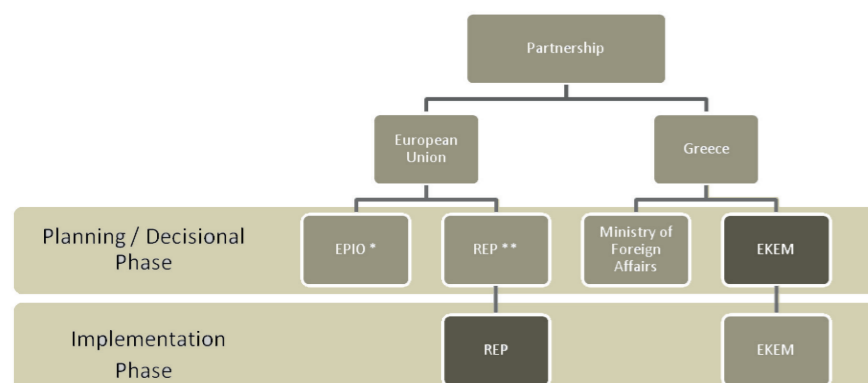 Partnership
European
Union
Greece
Planning / Decisional
Phase
EPIO *
REP **
Ministry of
Foreign
Affairs
EKEM
Implementation
Phase
REP
EKEM